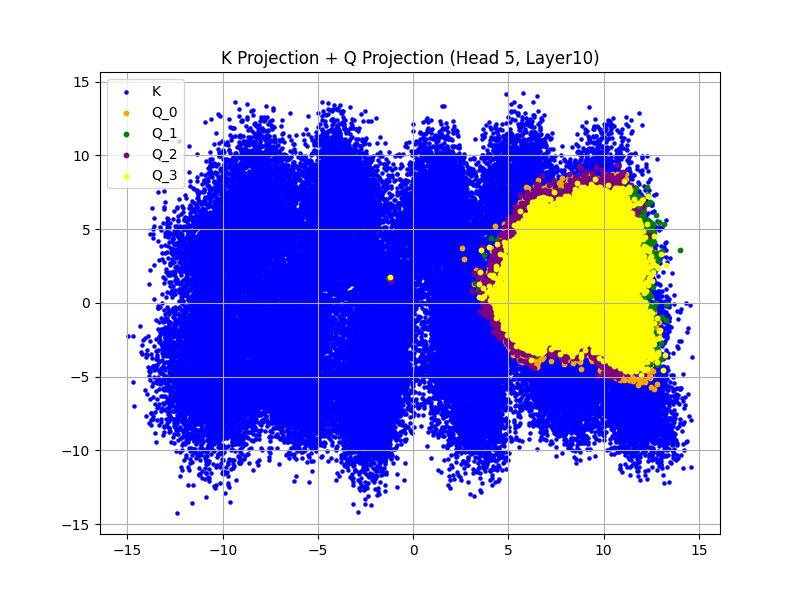 K Projection + Q Projection (Head 5, Layer10)
K
Q_0
Q_1
Q_2
Q_3
15
10
5
0
−5
−10
−15
−15 −10 −5 0 5 10 15